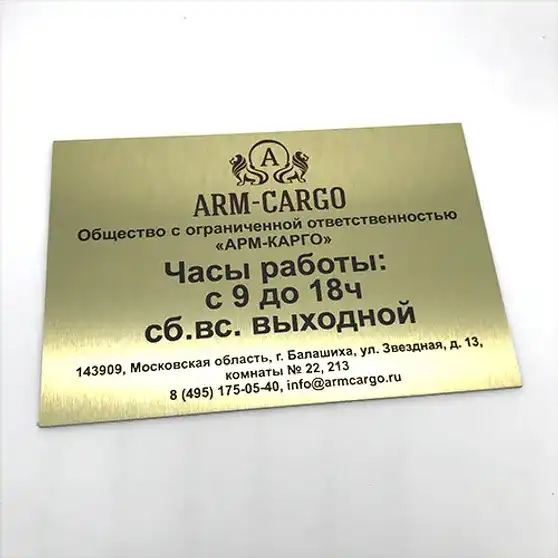 A
ARM-CARGO
Общество с ограниченной ответственностью
«АРМ-КАРГО»
Часы работы:
с 9 до 18ч
сб.вс. выходной
143909, Московская область, г. Балашиха, ул. Звездная, д. 13,
комнаты № 22, 213
8 (495) 175-05-40, info@armcargo.ru